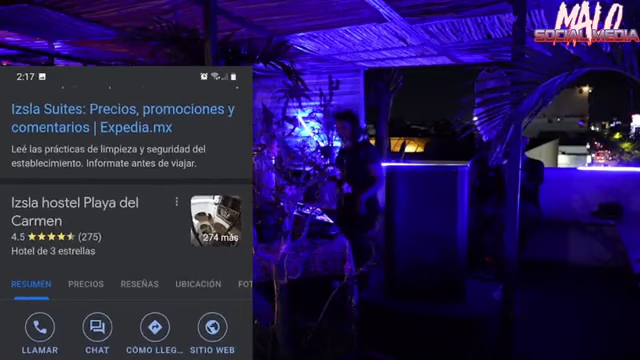 MALO
SOCIAL MEDIA
2:17
Izsla Suites: Precios, promociones y
comentarios | Expedia.mx
Leé las prácticas de limpieza y seguridad del
establecimiento. Informate antes de viajar.
Izsla hostel Playa del
Carmen
4.5 (275)
Hotel de 3 estrellas
274 más
RESUMEN PRECIOS RESEÑAS UBICACIÓN FOT
LLAMAR CHAT CÓMO LLEG... SITIO WEB